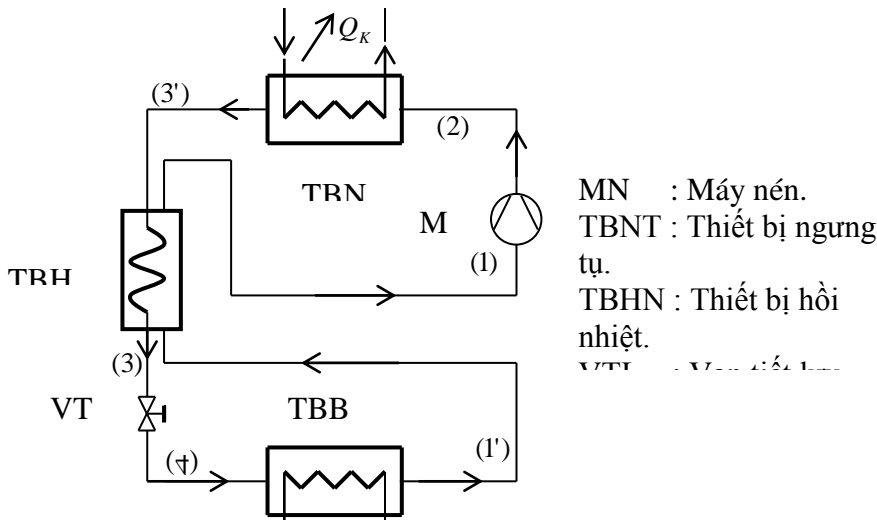 Q_K
(3')
(2)
TBN
M
(1)
TBH
(3)
VT
TBB
(4)
(1')
MN : Máy nén.
TBNT : Thiết bị ngưng
tụ.
TBHN : Thiết bị hồi
nhiệt.